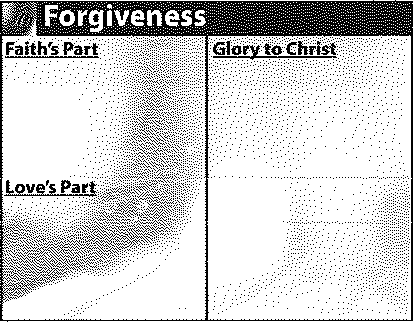 Forgiveness
Faith's Part
Glory to Christ
Love's Part